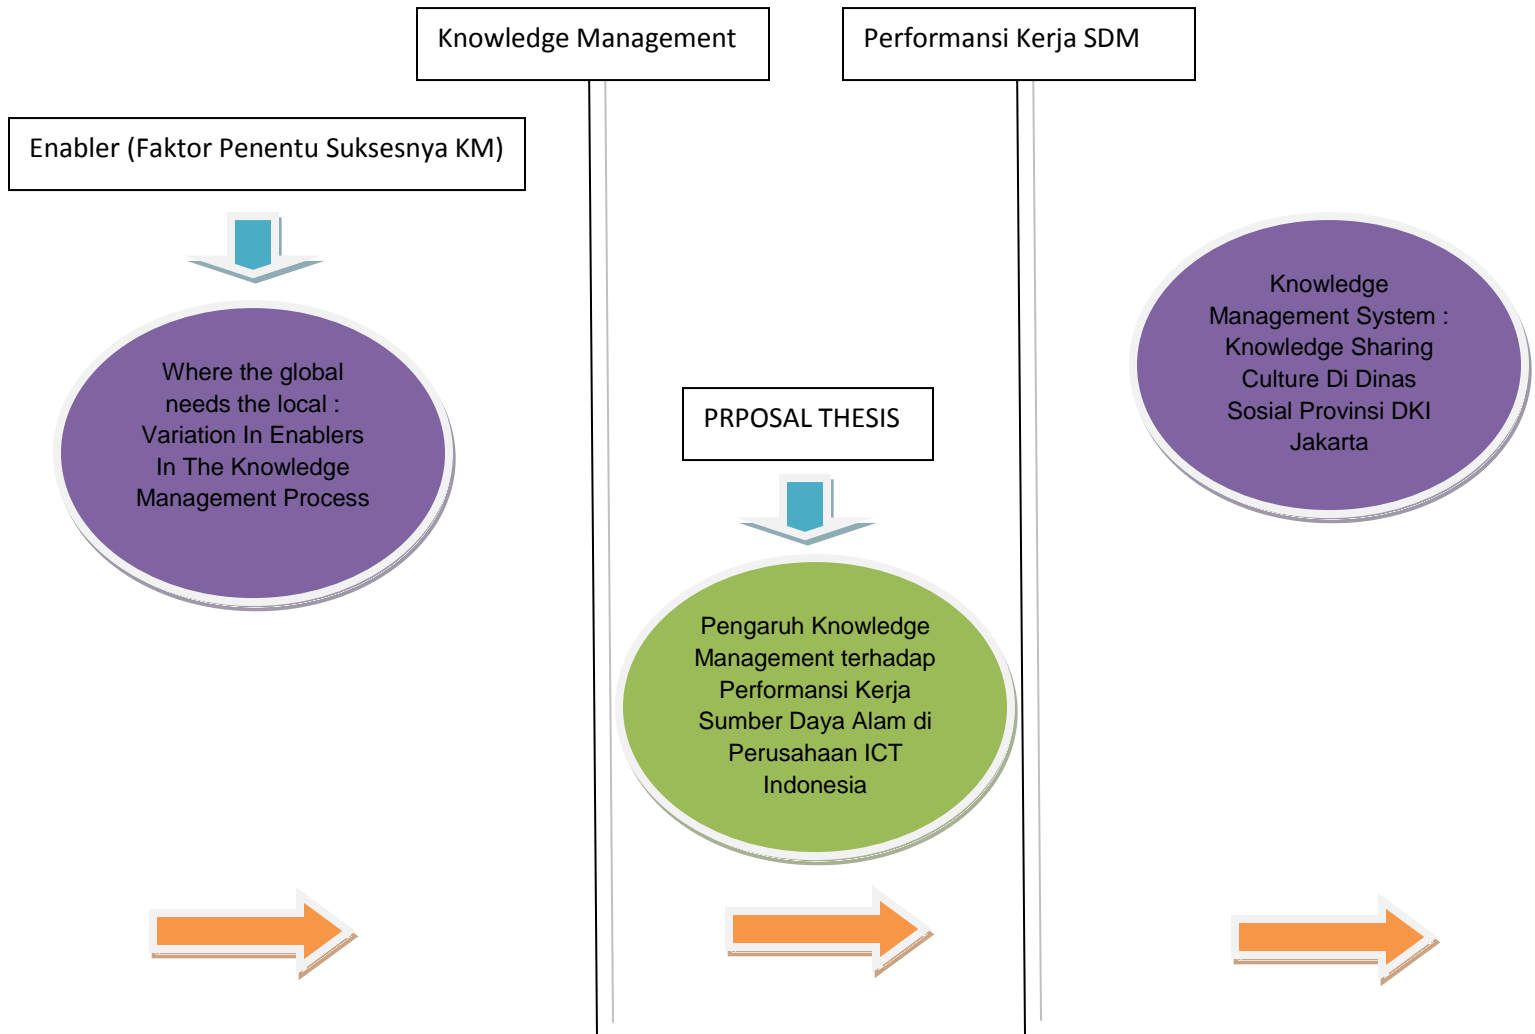 Knowledge Management
Performansi Kerja SDM
Enabler (Faktor Penentu Suksesnya KM)
Where the global
needs the local :
Variation In Enablers
In The Knowledge
Management Process
PRPOSAL THESIS
Pengaruh Knowledge
Management terhadap
Performansi Kerja
Sumber Daya Alam di
Perusahaan ICT
Indonesia
Knowledge
Management System :
Knowledge Sharing
Culture Di Dinas
Sosial Provinsi DKI
Jakarta